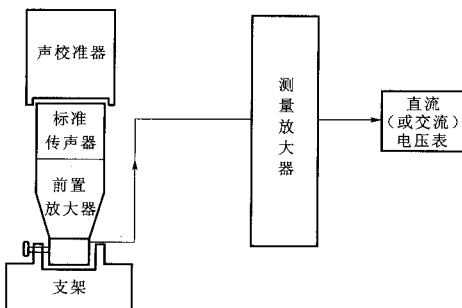 声校准器
标准
传声器
前置
放大器
支架
测
量
放
大
器
直流
（或交流）
电压表